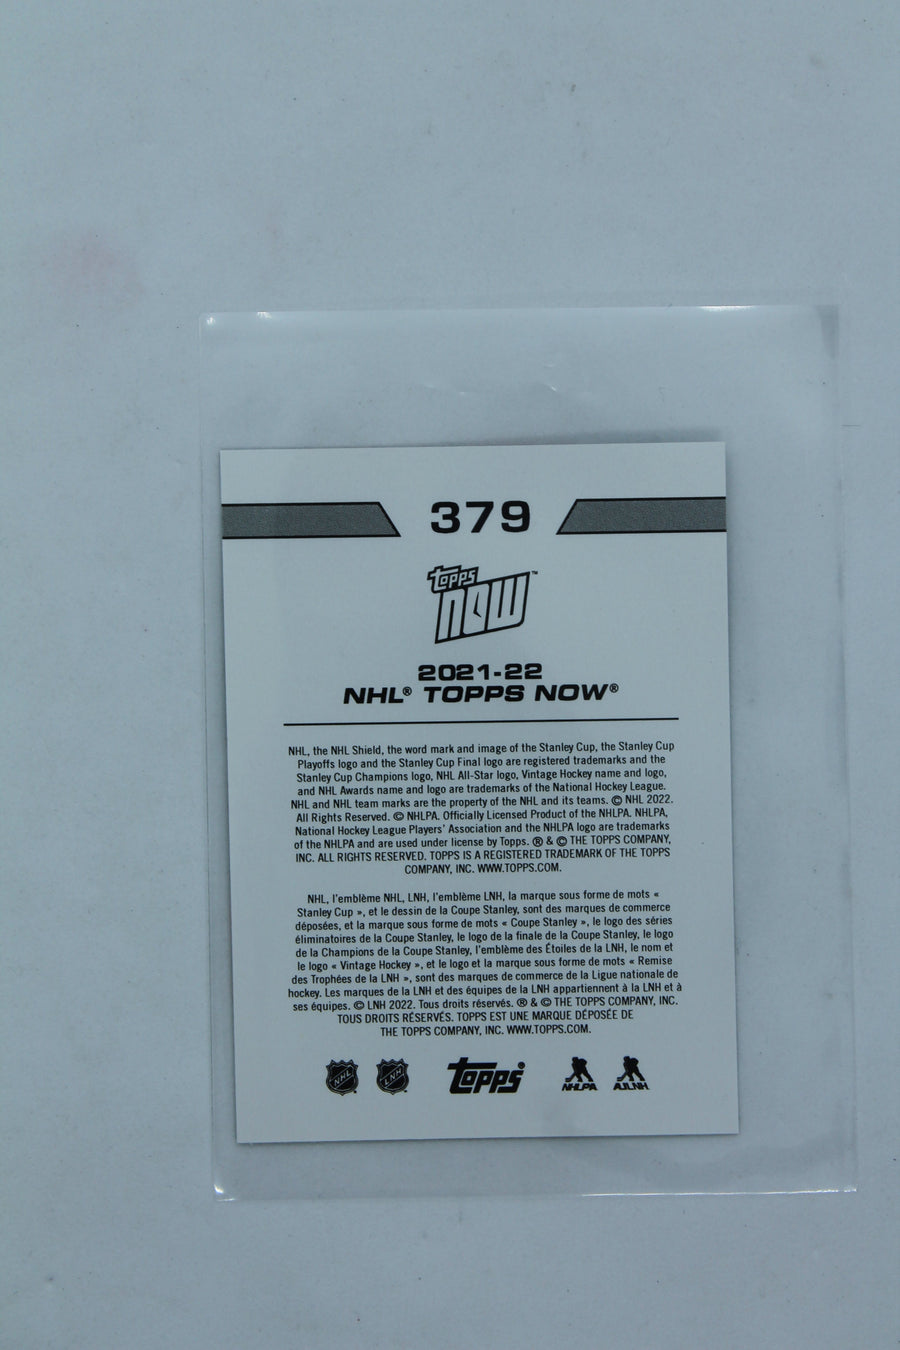 379
topps
now™
2021-22
NHL® TOPPS NOW®
NHL, the NHL Shield, the word mark and image of the Stanley Cup, the Stanley Cup
Playoffs logo and the Stanley Cup Final logo are registered trademarks and the
Stanley Cup Champions logo, NHL All-Star logo, Vintage Hockey name and logo,
and NHL Awards name and logo are trademarks of the National Hockey League.
NHL and NHL team marks are the property of the NHL and its teams. © NHL 2022.
All Rights Reserved. © NHLPA. Officially Licensed Product of the NHLPA. NHLPA,
National Hockey League Players' Association and the NHLPA logo are trademarks
of the NHLPA and are used under license by Topps. ® & © THE TOPPS COMPANY,
INC. ALL RIGHTS RESERVED. TOPPS IS A REGISTERED TRADEMARK OF THE TOPPS
COMPANY, INC. WWW.TOPPS.COM.
NHL, l'emblème NHL, LNH, l'emblème LNH, la marque sous forme de mots «
Stanley Cup », et le dessin de la Coupe Stanley, sont des marques de commerce
déposées, et la marque sous forme de mots « Coupe Stanley », le logo des séries
éliminatoires de la Coupe Stanley, le logo de la finale de la Coupe Stanley, le logo
de la Champions de la Coupe Stanley, l'emblème des Étoiles de la LNH, le nom et
le logo « Vintage Hockey », et le logo et la marque sous forme de mots « Remise
des Trophées de la LNH », sont des marques de commerce de la Ligue nationale de
hockey. Les marques de la LNH et des équipes de la LNH appartiennent à la LNH et à
ses équipes. © LNH 2022. Tous droits réservés. ® & © THE TOPPS COMPANY, INC.
TOUS DROITS RÉSERVÉS. TOPPS EST UNE MARQUE DÉPOSÉE DE
THE TOPPS COMPANY, INC. WWW.TOPPS.COM.
NHL LNH topps® NHLPA AJLNH